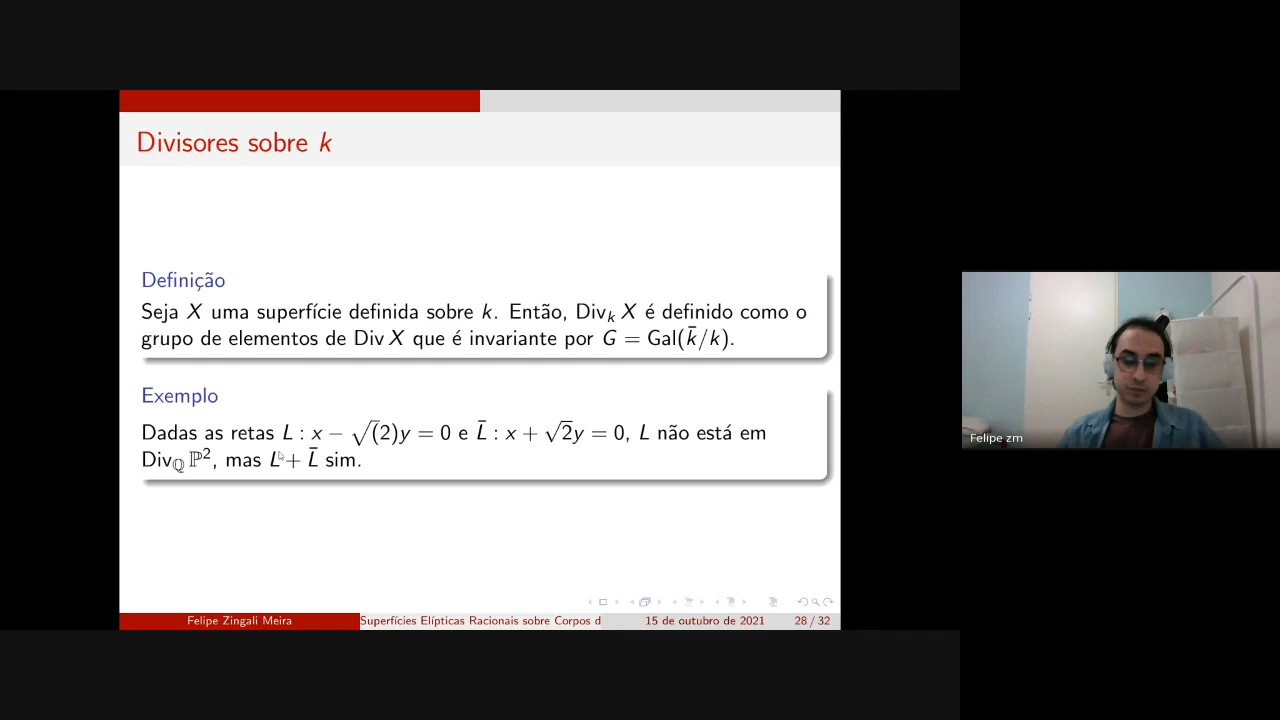 Divisores sobre k
Definição
Seja X uma superfície definida sobre k. Então, Divₖ X é definido como o
grupo de elementos de Div X que é invariante por G = Gal(k̄/k).
Exemplo
Dadas as retas L : x − √(2)y = 0 e L̄ : x + √2y = 0, L não está em
Div_ℚ ℙ², mas L + L̄ sim.
Felipe Zingali Meira
Superfícies Elípticas Racionais sobre Corpos d
15 de outubro de 2021
28 / 32
Felipe zm